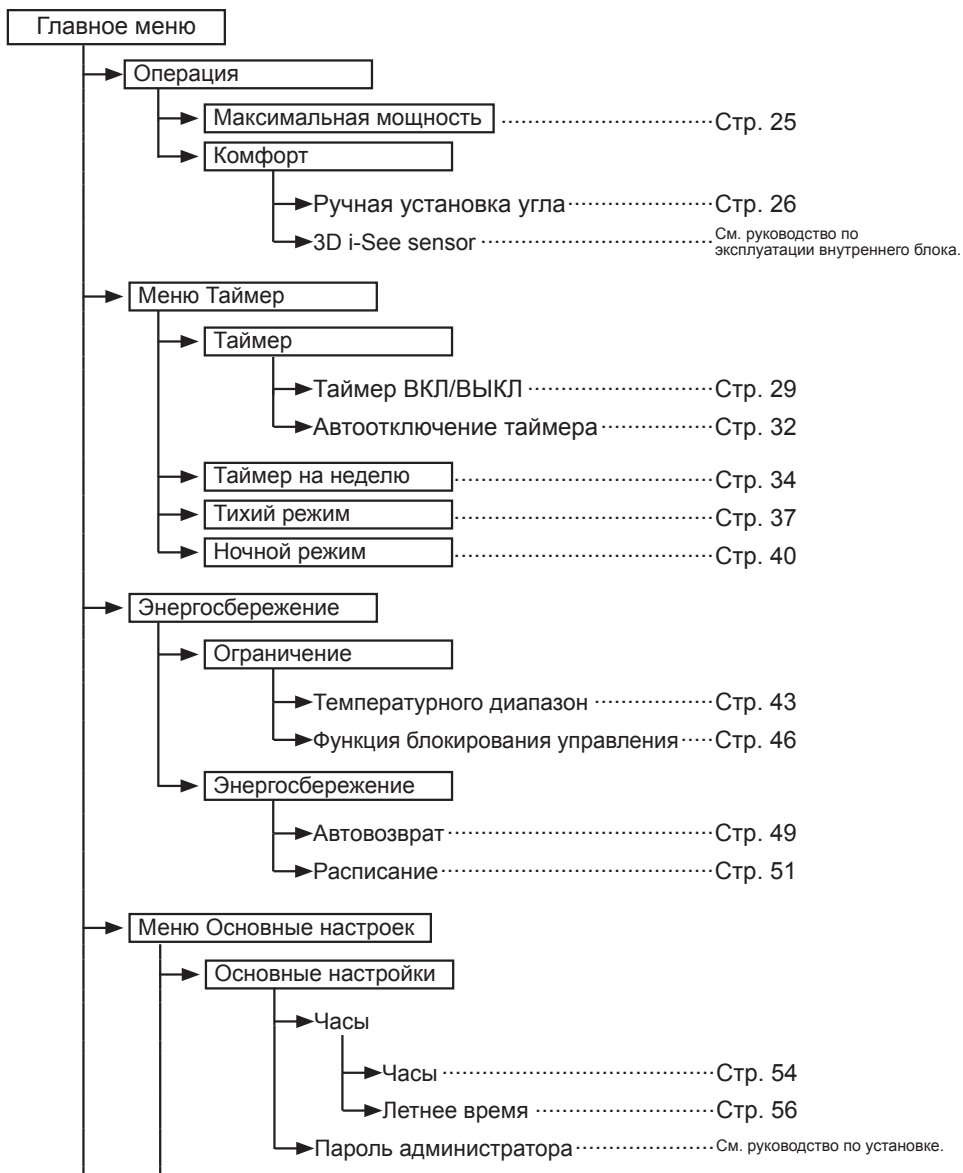 Главное меню
Операция
Максимальная мощность ································ Стр. 25
Комфорт
Ручная установка угла ······················ Стр. 26
3D i-See sensor ··································· См. руководство по
эксплуатации внутреннего блока.
Меню Таймер
Таймер
Таймер ВКЛ/ВЫКЛ ···························· Стр. 29
Автоотключение таймера ················· Стр. 32
Таймер на неделю ······································· Стр. 34
Тихий режим ······································· Стр. 37
Ночной режим ······································· Стр. 40
Энергосбережение
Ограничение
Температурного диапазон ·················· Стр. 43
Функция блокирования управления ····· Стр. 46
Энергосбережение
Автовозврат ········································ Стр. 49
Расписание ········································· Стр. 51
Меню Основные настроек
Основные настройки
Часы
Часы ········································· Стр. 54
Летнее время ··························· Стр. 56
Пароль администратора ····················· См. руководство по установке.